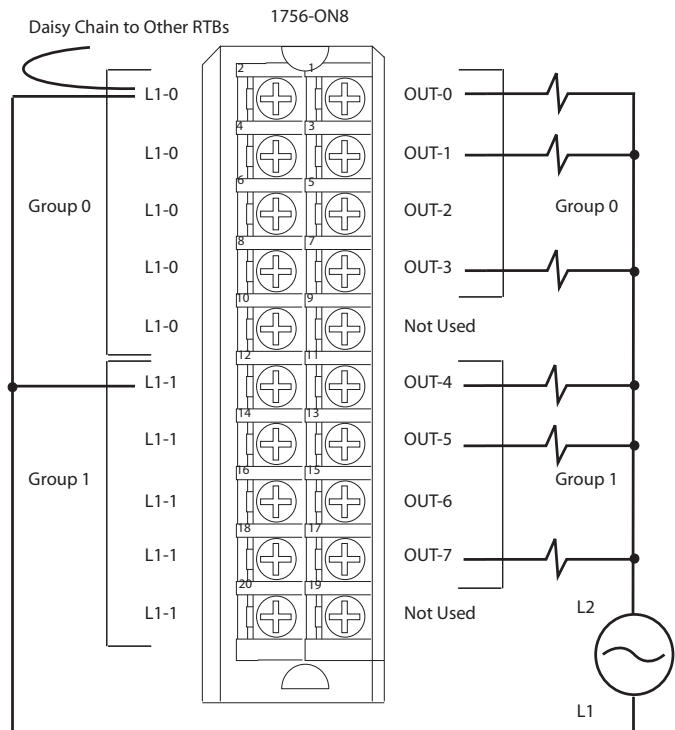 1756-ON8
Daisy Chain to Other RTBs
2 1
L1-0 OUT-0
4 3
L1-0 OUT-1
6 5
Group 0 Group 0
L1-0 OUT-2
8 7
L1-0 OUT-3
10 9
L1-0 Not Used
12 11
L1-1 OUT-4
14 13
L1-1 OUT-5
16 15
Group 1 Group 1
L1-1 OUT-6
18 17
L1-1 OUT-7
20 19
L1-1 Not Used
L2
L1